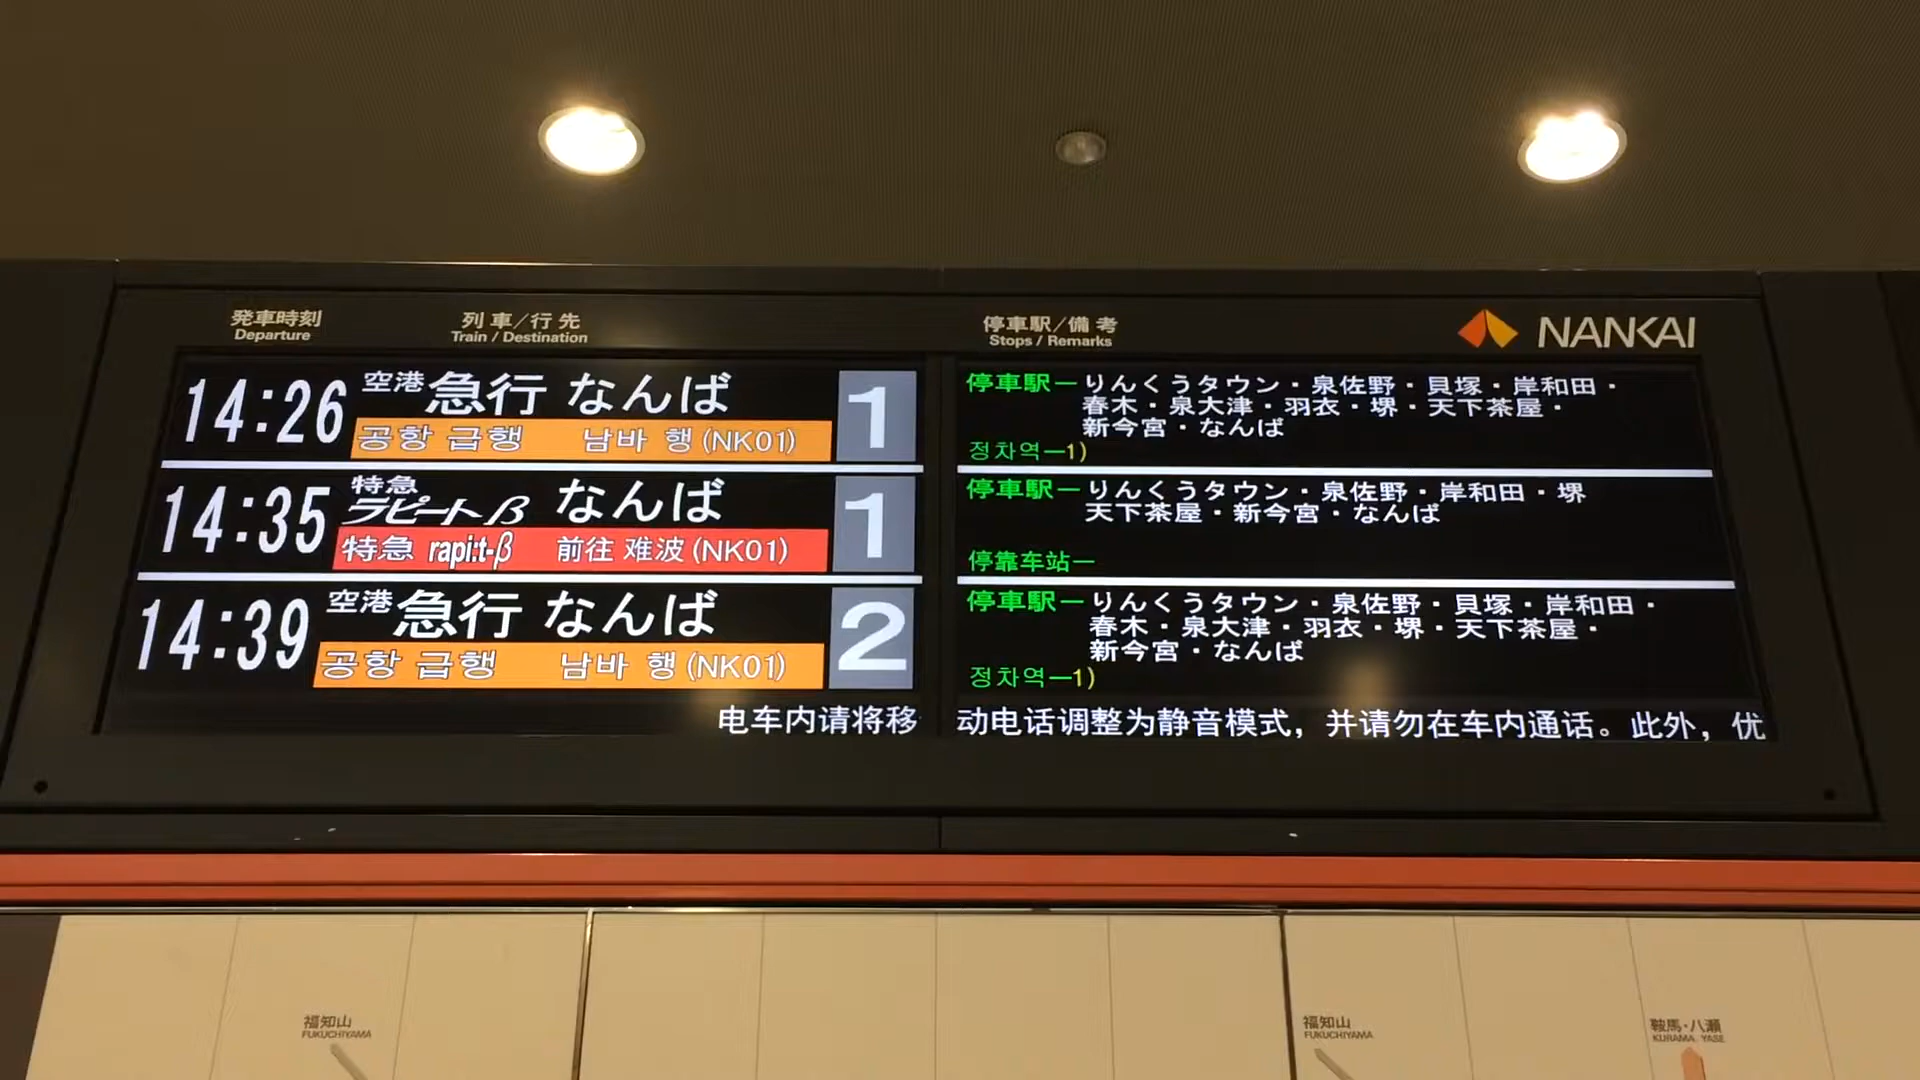 発車時刻
Departure
列車/行先
Train / Destination
停車駅/備考
Stops / Remarks
NANKAI
14:26 空港急行 なんば 1
공항 급행 남바 행 (NK01)
停車駅ーりんくうタウン・泉佐野・貝塚・岸和田・
春木・泉大津・羽衣・堺・天下茶屋・
新今宮・なんば
정차역ー1)
14:35 特急 ラピートβ なんば 1
特急 rapi:t-β 前往 难波 (NK01)
停車駅ーりんくうタウン・泉佐野・岸和田・堺
天下茶屋・新今宮・なんば
停靠车站ー
14:39 空港急行 なんば 2
공항 급행 남바 행 (NK01)
停車駅ーりんくうタウン・泉佐野・貝塚・岸和田・
春木・泉大津・羽衣・堺・天下茶屋・
新今宮・なんば
정차역ー1)
电车内请将移动电话调整为静音模式，并请勿在车内通话。此外，优
福知山
FUKUCHIYAMA
福知山
FUKUCHIYAMA
鞍馬・八瀬
KURAMA YASE